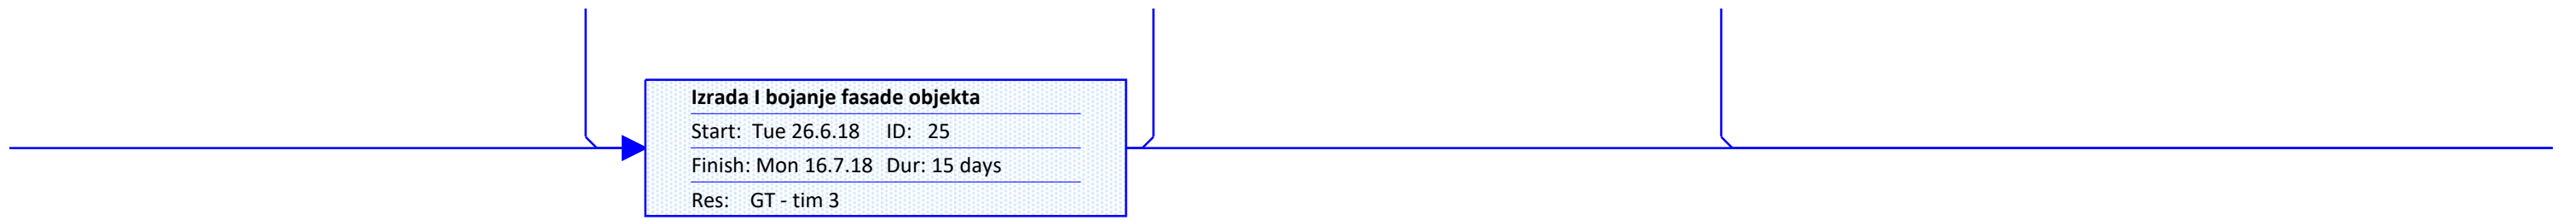 Izrada I bojanje fasade objekta
Start: Tue 26.6.18 ID: 25
Finish: Mon 16.7.18 Dur: 15 days
Res: GT - tim 3